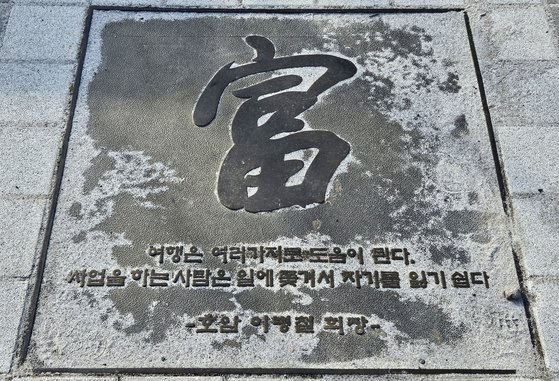 富
여행은 여러가지로 도움이 된다.
사업을 하는 사람은 일에 쫓겨서 자기를 잃기 쉽다
-호암 이병철 회장-